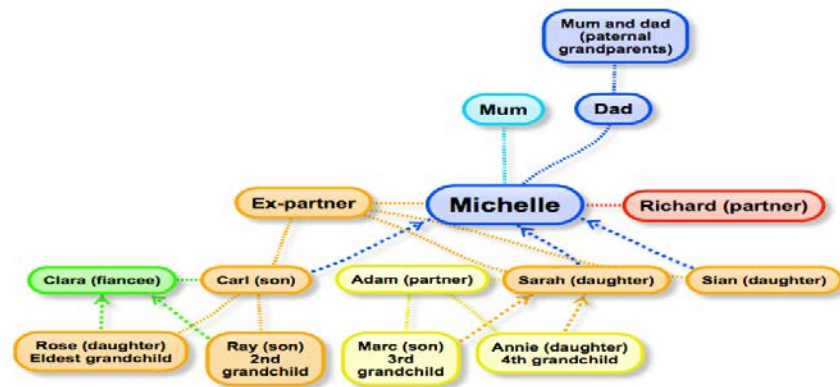 Mum and dad
(paternal
grandparents)
Mum
Dad
Ex-partner
Michelle
Richard (partner)
Clara (fiancee)
Carl (son)
Adam (partner)
Sarah (daughter)
Sian (daughter)
Rose (daughter)
Eldest grandchild
Ray (son)
2nd
grandchild
Marc (son)
3rd
grandchild
Annie (daughter)
4th grandchild